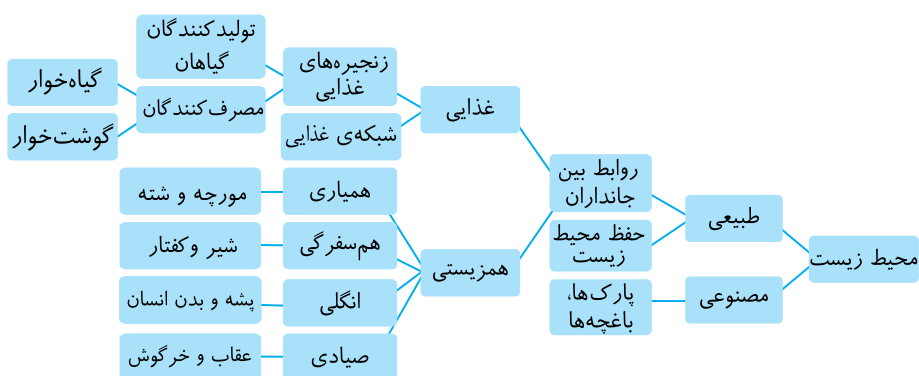 محیط زیست
طبیعی
مصنوعی
روابط بین
جانداران
حفظ محیط
زیست
پارک‌ها،
باغچه‌ها
غذایی
همزیستی
زنجیره‌های
غذایی
شبکه‌ی غذایی
تولیدکنندگان
گیاهان
مصرف‌کنندگان
گیاه‌خوار
گوشت‌خوار
همیاری
مورچه و شته
هم‌سفرگی
شیر وکفتار
انگلی
پشه و بدن انسان
صیادی
عقاب و خرگوش